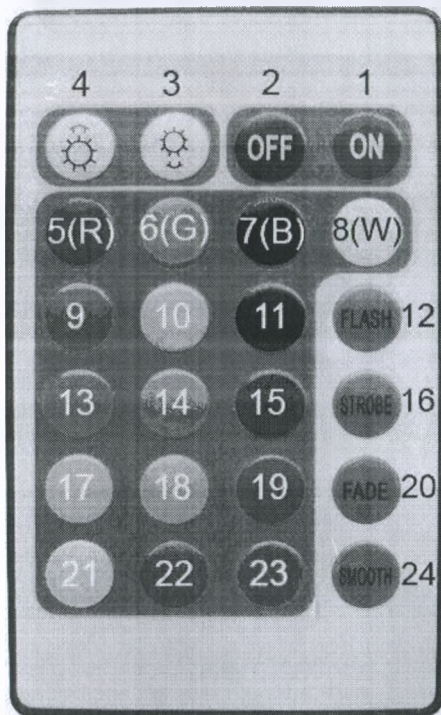 4 3 2 1
OFF ON
5(R) 6(G) 7(B) 8(W)
9 10 11 FLASH 12
13 14 15 STROBE 16
17 18 19 FADE 20
21 22 23 SMOOTH 24